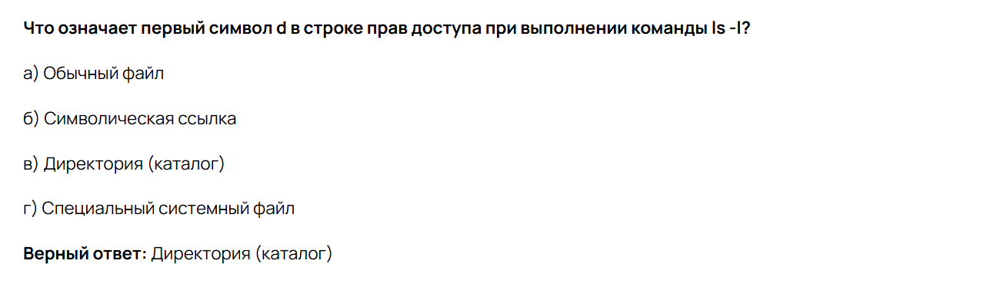 Что означает первый символ d в строке прав доступа при выполнении команды ls -l?
а) Обычный файл
б) Символическая ссылка
в) Директория (каталог)
г) Специальный системный файл
Верный ответ: Директория (каталог)